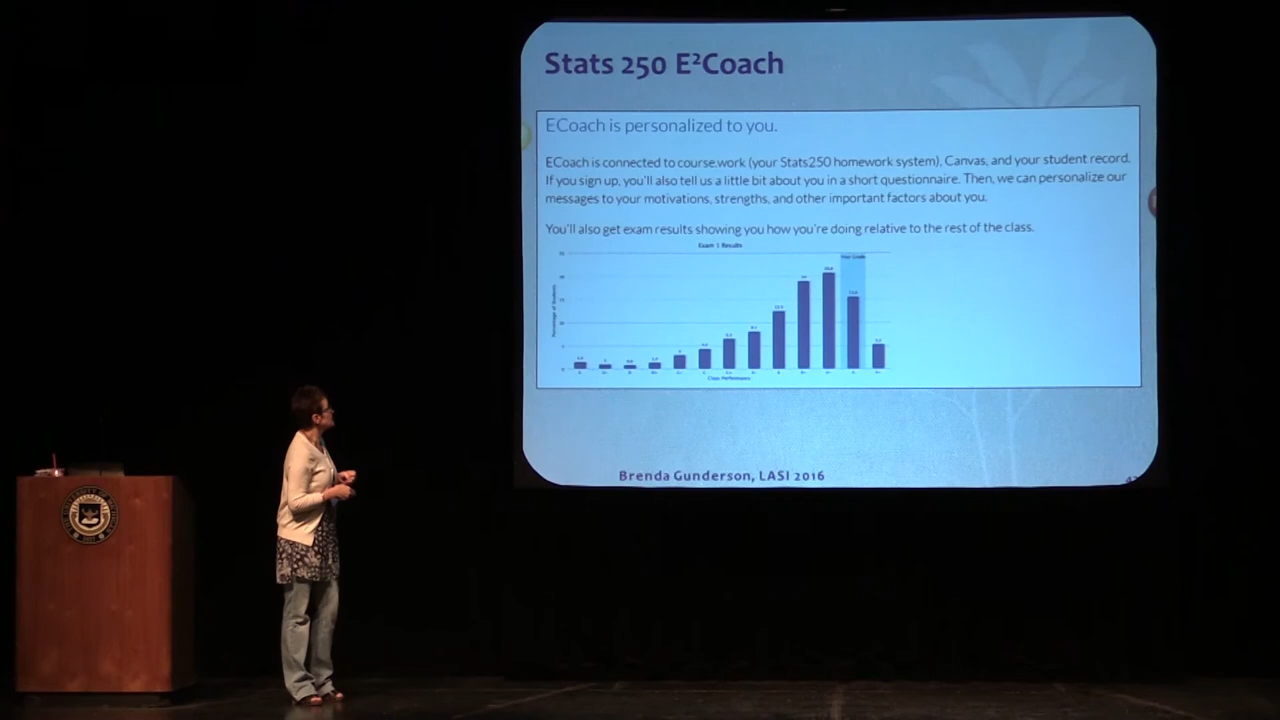 Stats 250 E²Coach
ECoach is personalized to you.
ECoach is connected to course.work (your Stats250 homework system), Canvas, and your student record.
If you sign up, you'll also tell us a little bit about you in a short questionnaire. Then, we can personalize our
messages to your motivations, strengths, and other important factors about you.
You'll also get exam results showing you how you're doing relative to the rest of the class.
Exam 1 Results
Your Grade
Percentage of Students
Class Performance
Brenda Gunderson, LASI 2016